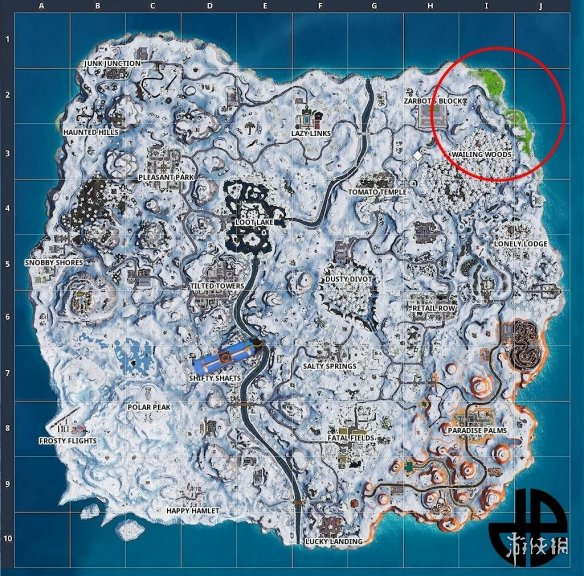 A B C D E F G H I J
1
JUNK JUNCTION
2
ZARBOTS BLOCK
HAUNTED HILLS
LAZY LINKS
3
WAILING WOODS
PLEASANT PARK
TOMATO TEMPLE
4
LOOT LAKE
LONELY LODGE
5
SNOBBY SHORES
TILTED TOWERS
DUSTY DIVOT
6
RETAIL ROW
SALTY SPRINGS
7
SHIFTY SHAFTS
POLAR PEAK
8
PARADISE PALMS
FROSTY FLIGHTS
FATAL FIELDS
9
HAPPY HAMLET
10
LUCKY LANDING
游侠網